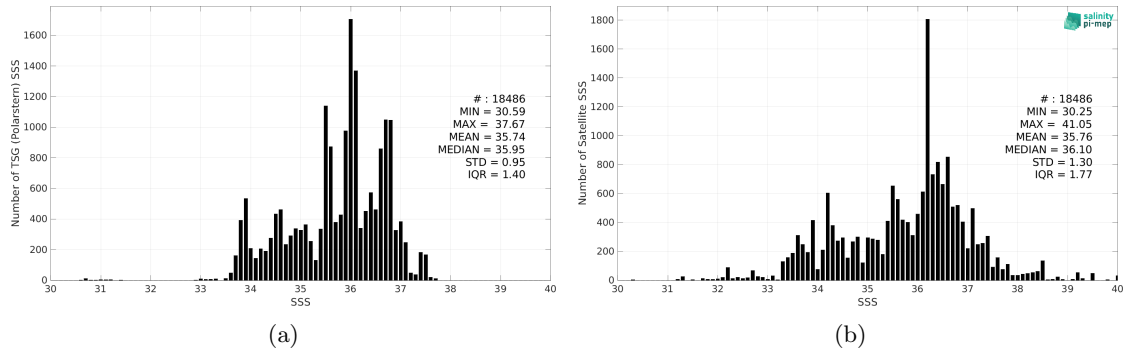 1600
1400
1200
1000
800
600
400
200
0
Number of TSG (Polarstern) SSS
# : 18486
MIN = 30.59
MAX = 37.67
MEAN = 35.74
MEDIAN = 35.95
STD = 0.95
IQR = 1.40
30 31 32 33 34 35 36 37 38 39 40
SSS
(a)
1800
1600
1400
1200
1000
800
600
400
200
0
Number of Satellite SSS
salinity
pi-mep
# : 18486
MIN = 30.25
MAX = 41.05
MEAN = 35.76
MEDIAN = 36.10
STD = 1.30
IQR = 1.77
30 31 32 33 34 35 36 37 38 39 40
SSS
(b)